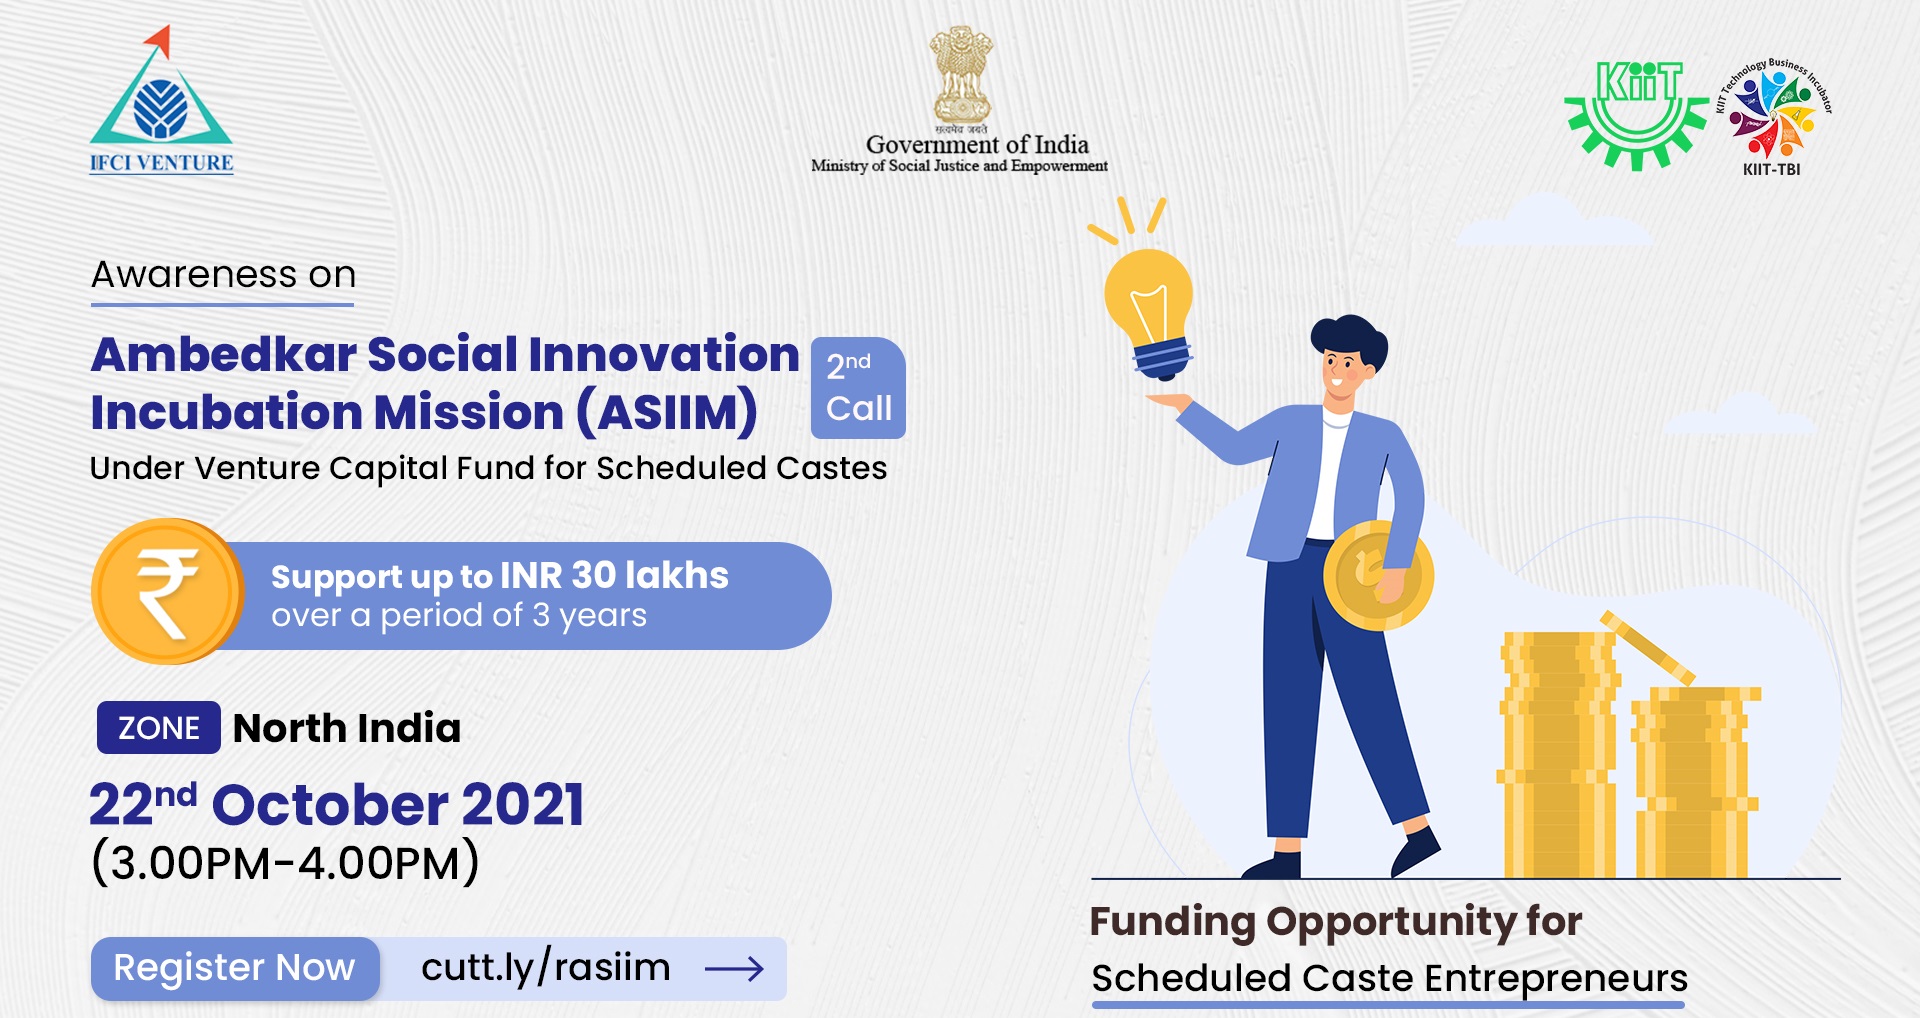 IFCI VENTURE
सत्यमेव जयते
Government of India
Ministry of Social Justice and Empowerment
KiiT
KIIT Technology Business Incubator
KIIT-TBI
Awareness on
Ambedkar Social Innovation
Incubation Mission (ASIIM)
2nd
Call
Under Venture Capital Fund for Scheduled Castes
₹
Support up to INR 30 lakhs
over a period of 3 years
ZONE North India
22nd October 2021
(3.00PM-4.00PM)
Register Now cutt.ly/rasiim
Funding Opportunity for
Scheduled Caste Entrepreneurs